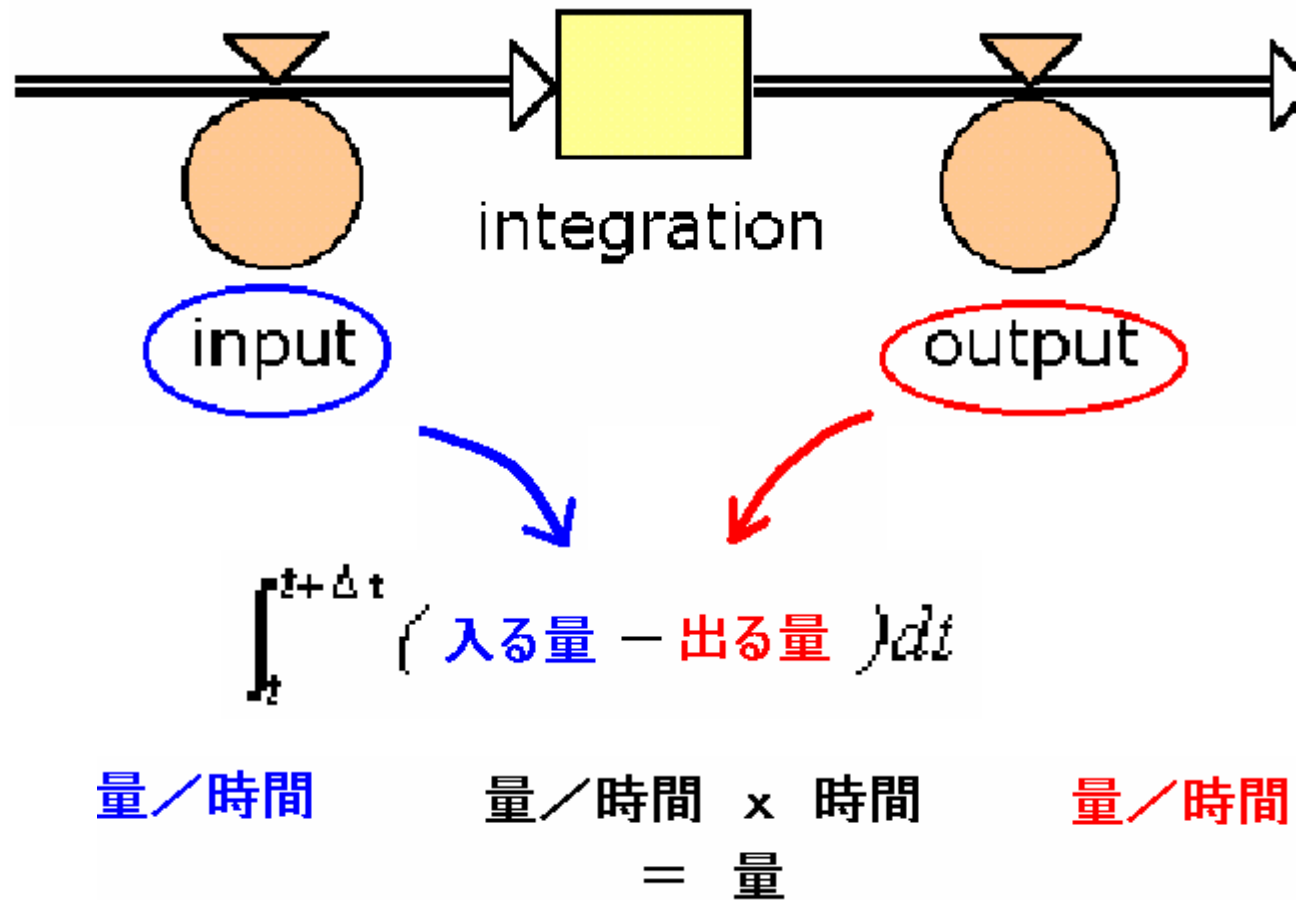 integration
input
output
∫ t t+Δt ( 入る量 − 出る量 )dt
量／時間
量／時間 x 時間
= 量
量／時間